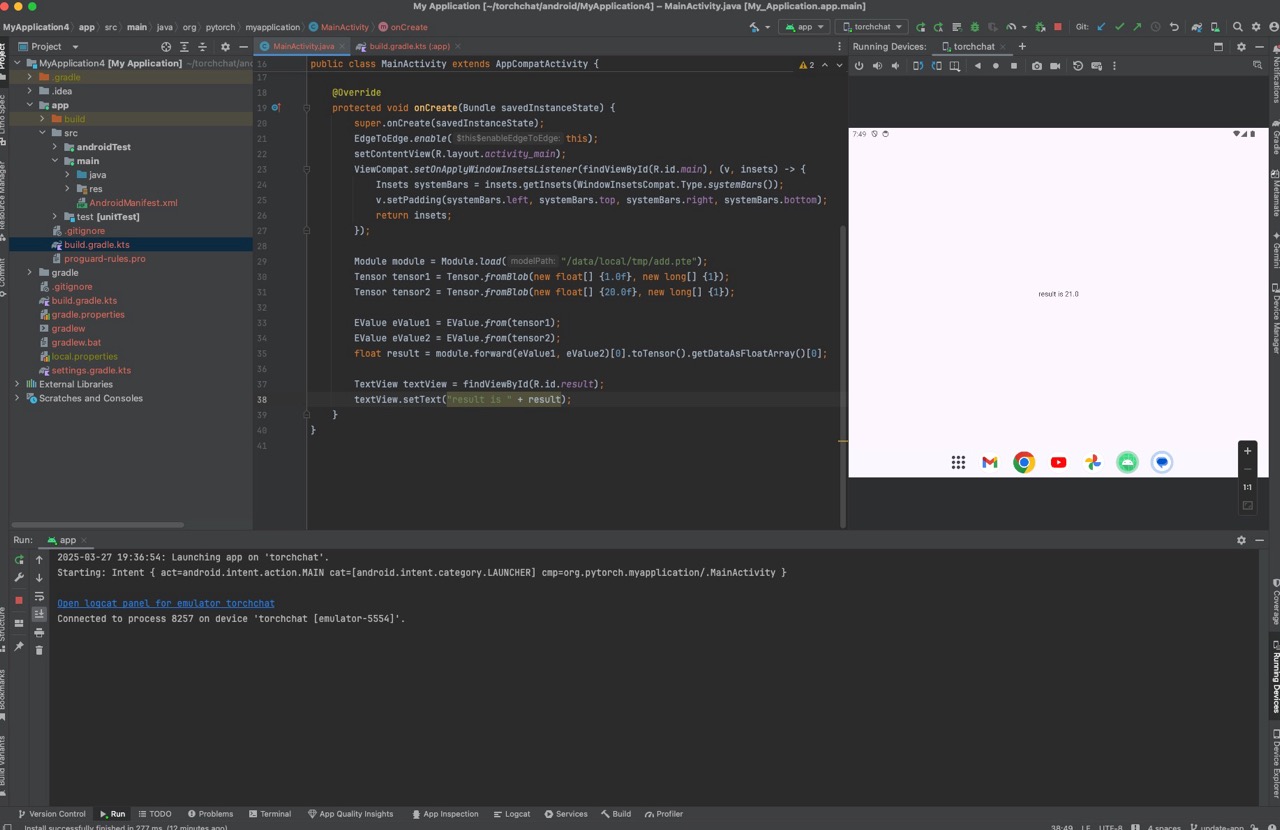 My Application [~/torchchat/android/MyApplication4] – MainActivity.java [My_Application.app.main]
MyApplication4 app src main java org pytorch myapplication MainActivity onCreate
app torchchat Git:
Project
MainActivity.java
build.gradle.kts (:app)
Running Devices: torchchat
MyApplication4 [My Application] ~/torchchat/and
.gradle
.idea
app
build
src
androidTest
main
java
res
AndroidManifest.xml
test [unitTest]
.gitignore
build.gradle.kts
proguard-rules.pro
gradle
.gitignore
build.gradle.kts
gradle.properties
gradlew
gradlew.bat
local.properties
settings.gradle.kts
External Libraries
Scratches and Consoles
16 public class MainActivity extends AppCompatActivity { 2
17
18 @Override
19 protected void onCreate(Bundle savedInstanceState) {
20 super.onCreate(savedInstanceState);
21 EdgeToEdge.enable( $this$enableEdgeToEdge: this);
22 setContentView(R.layout.activity_main);
23 ViewCompat.setOnApplyWindowInsetsListener(findViewById(R.id.main), (v, insets) -> {
24 Insets systemBars = insets.getInsets(WindowInsetsCompat.Type.systemBars());
25 v.setPadding(systemBars.left, systemBars.top, systemBars.right, systemBars.bottom);
26 return insets;
27 });
28
29 Module module = Module.load( modelPath: "/data/local/tmp/add.pte");
30 Tensor tensor1 = Tensor.fromBlob(new float[] {1.0f}, new long[] {1});
31 Tensor tensor2 = Tensor.fromBlob(new float[] {20.0f}, new long[] {1});
32
33 EValue eValue1 = EValue.from(tensor1);
34 EValue eValue2 = EValue.from(tensor2);
35 float result = module.forward(eValue1, eValue2)[0].toTensor().getDataAsFloatArray()[0];
36
37 TextView textView = findViewById(R.id.result);
38 textView.setText("result is " + result);
39 }
40 }
41
7:49
result is 21.0
1:1
Run: app
2025-03-27 19:36:54: Launching app on 'torchchat'.
Starting: Intent { act=android.intent.action.MAIN cat=[android.intent.category.LAUNCHER] cmp=org.pytorch.myapplication/.MainActivity }
Open logcat panel for emulator torchchat
Connected to process 8257 on device 'torchchat [emulator-5554]'.
Project
Resource Manager
Commit
Structure
Bookmarks
Build Variants
Notifications
Gradle
Metamate
Gemini
Device Manager
Coverage
Running Devices
Device Explorer
Version Control Run TODO Problems Terminal App Quality Insights App Inspection Logcat Services Build Profiler
Install successfully finished in 277 ms. (12 minutes ago)
38:49 LF UTF-8 4 spaces update-app